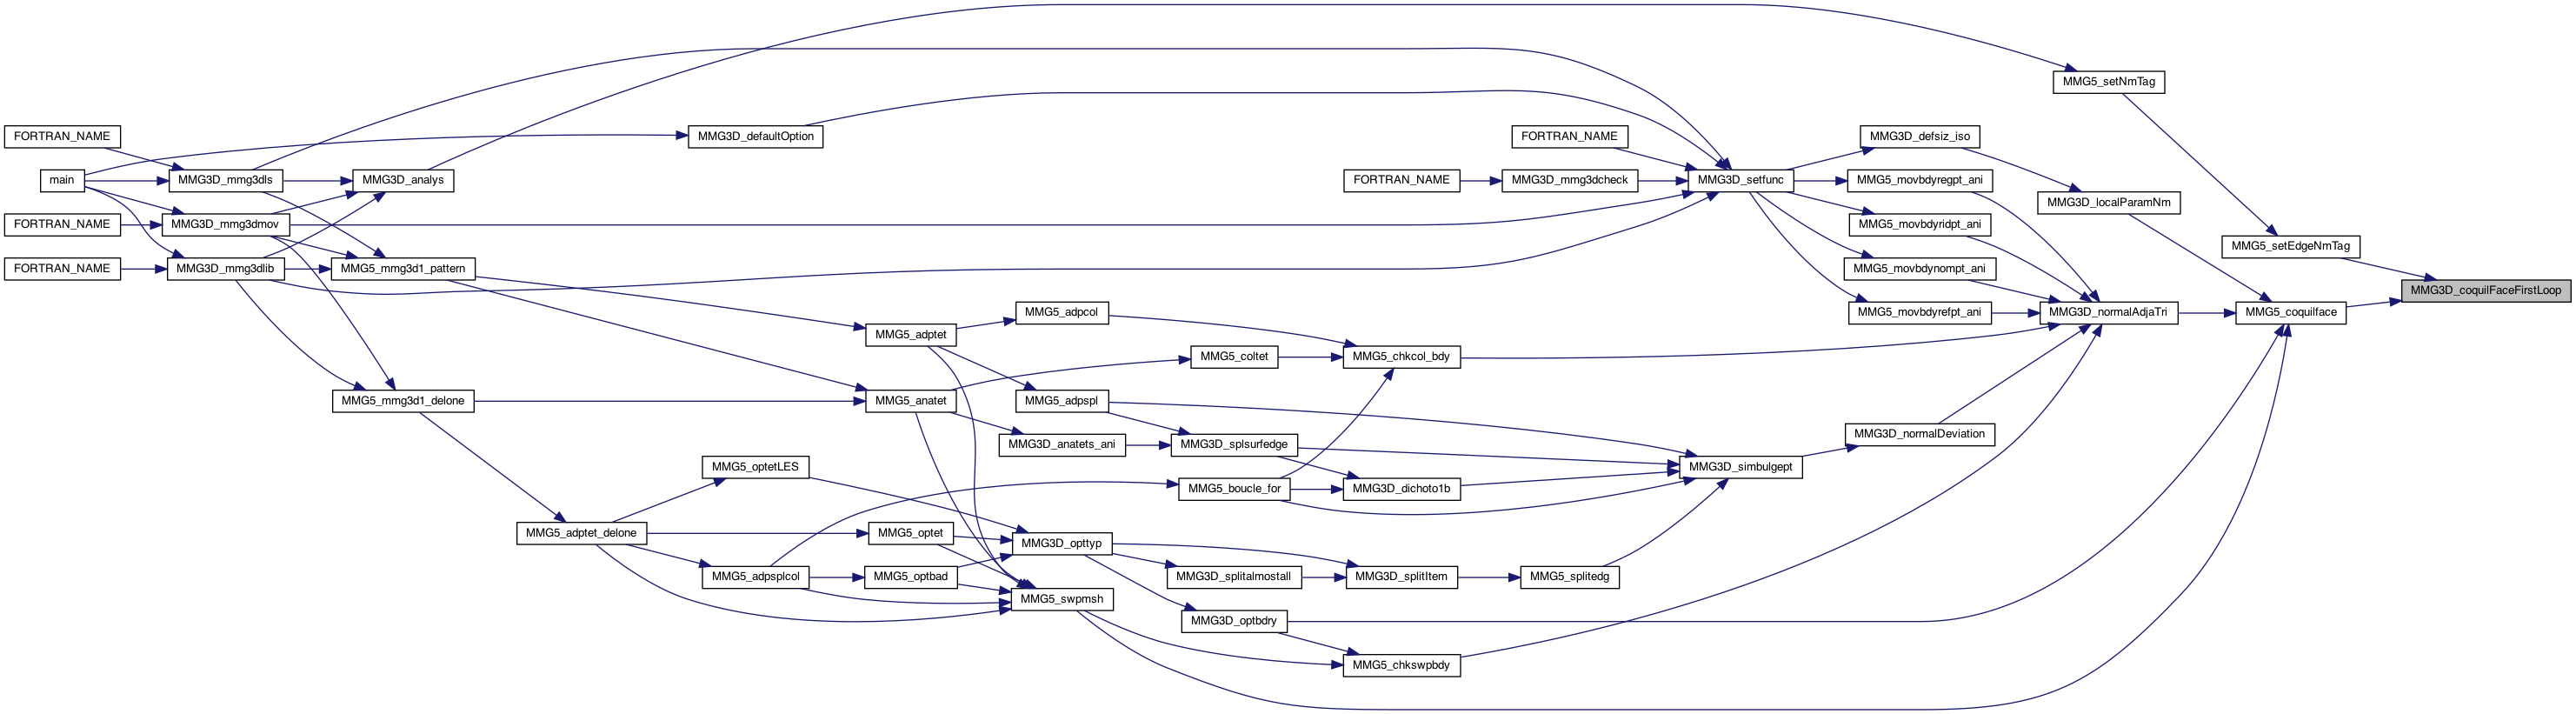 MMG5_setNmTag
FORTRAN_NAME
MMG3D_defaultOption
FORTRAN_NAME
MMG3D_defsiz_iso
main
MMG3D_mmg3dls
MMG3D_analys
FORTRAN_NAME
MMG3D_mmg3dcheck
MMG3D_setfunc
MMG5_movbdyregpt_ani
MMG3D_localParamNm
FORTRAN_NAME
MMG3D_mmg3dmov
MMG5_movbdyridpt_ani
MMG5_setEdgeNmTag
FORTRAN_NAME
MMG3D_mmg3dlib
MMG5_mmg3d1_pattern
MMG5_movbdynompt_ani
MMG3D_coquilFaceFirstLoop
MMG5_adpcol
MMG5_movbdyrefpt_ani
MMG3D_normalAdjaTri
MMG5_coquilface
MMG5_adptet
MMG5_coltet
MMG5_chkcol_bdy
MMG5_mmg3d1_delone
MMG5_anatet
MMG5_adpspl
MMG3D_anatets_ani
MMG3D_splsurfedge
MMG3D_normalDeviation
MMG5_optetLES
MMG3D_simbulgept
MMG5_boucle_for
MMG3D_dichoto1b
MMG5_adptet_delone
MMG5_optet
MMG3D_opttyp
MMG5_adpsplcol
MMG5_optbad
MMG3D_splitalmostall
MMG3D_splitItem
MMG5_splitedg
MMG5_swpmsh
MMG3D_optbdry
MMG5_chkswpbdy